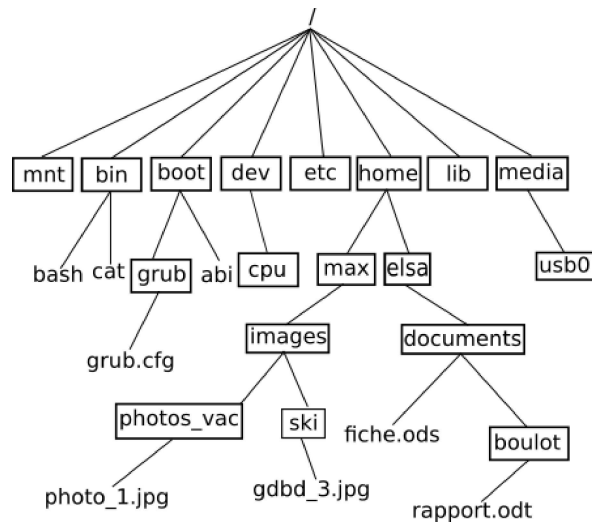 /
mnt bin boot dev etc home lib media
bash cat grub abi cpu max elsa usb0
grub.cfg images documents
photos_vac ski fiche.ods boulot
photo_1.jpg gdbd_3.jpg rapport.odt